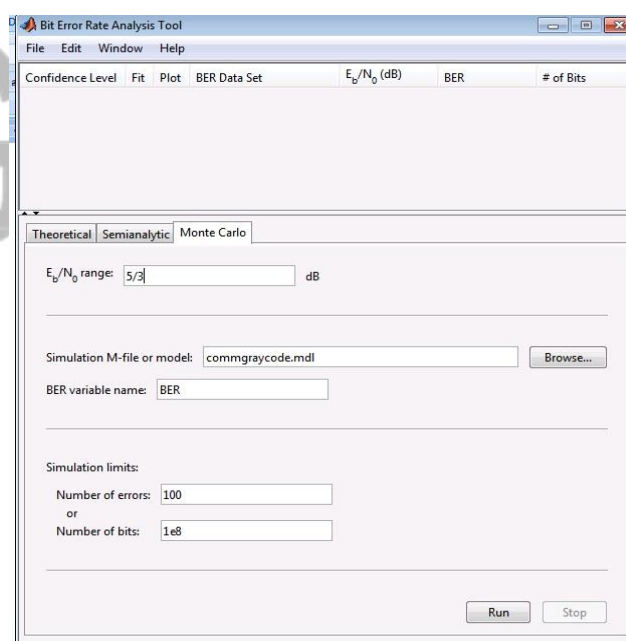 Bit Error Rate Analysis Tool
File Edit Window Help
Confidence Level Fit Plot BER Data Set Eb/N0 (dB) BER # of Bits
Theoretical Semianalytic Monte Carlo
Eb/N0 range: 5/3 dB
Simulation M-file or model: commgraycode.mdl Browse...
BER variable name: BER
Simulation limits:
Number of errors: 100
or
Number of bits: 1e8
Run Stop